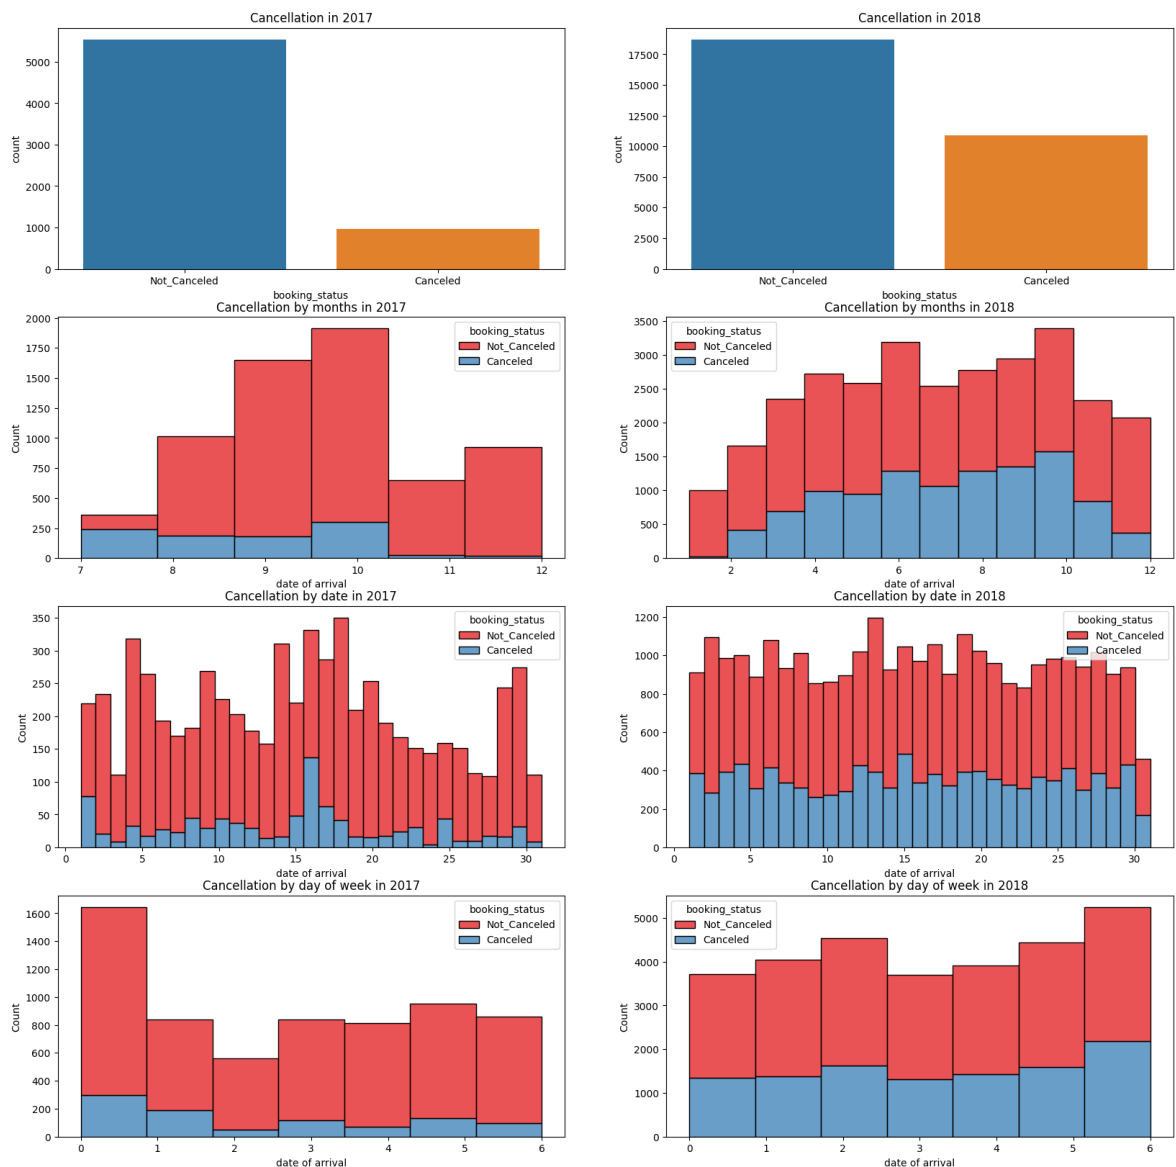 Cancellation in 2017
count
5000
4000
3000
2000
1000
0
Not_Canceled Canceled
booking_status
Cancellation in 2018
count
17500
15000
12500
10000
7500
5000
2500
0
Not_Canceled Canceled
booking_status
Cancellation by months in 2017
Count
2000
1750
1500
1250
1000
750
500
250
0
booking_status
Not_Canceled
Canceled
7 8 9 10 11 12
date of arrival
Cancellation by months in 2018
Count
3500
3000
2500
2000
1500
1000
500
0
booking_status
Not_Canceled
Canceled
2 4 6 8 10 12
date of arrival
Cancellation by date in 2017
Count
350
300
250
200
150
100
50
0
booking_status
Not_Canceled
Canceled
0 5 10 15 20 25 30
date of arrival
Cancellation by date in 2018
Count
1200
1000
800
600
400
200
0
booking_status
Not_Canceled
Canceled
0 5 10 15 20 25 30
date of arrival
Cancellation by day of week in 2017
Count
1600
1400
1200
1000
800
600
400
200
0
booking_status
Not_Canceled
Canceled
0 1 2 3 4 5 6
date of arrival
Cancellation by day of week in 2018
Count
5000
4000
3000
2000
1000
0
booking_status
Not_Canceled
Canceled
0 1 2 3 4 5 6
date of arrival